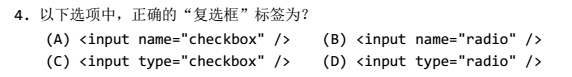 4. 以下选项中，正确的“复选框”标签为？
(A) <input name="checkbox" /> (B) <input name="radio" />
(C) <input type="checkbox" /> (D) <input type="radio" />